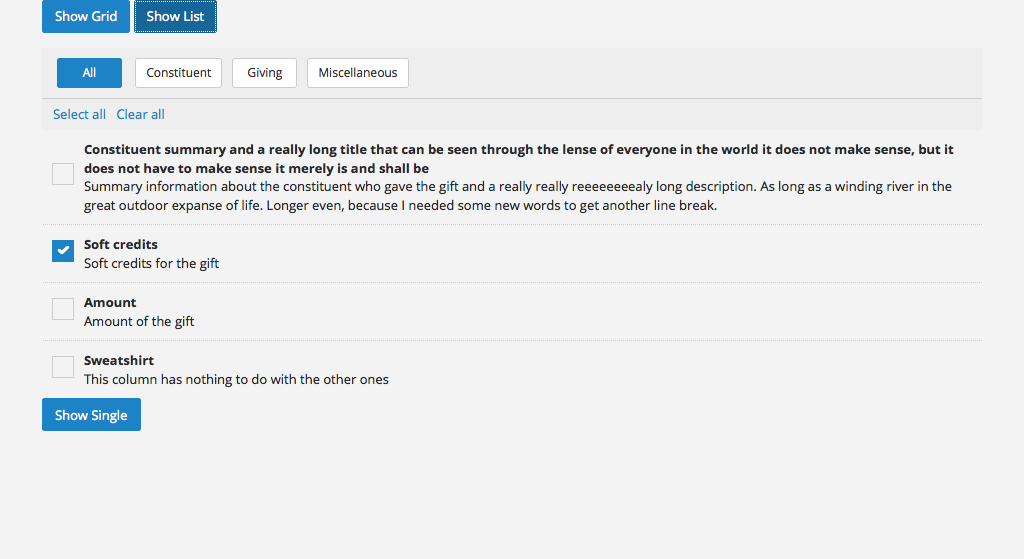 Show Grid Show List
All Constituent Giving Miscellaneous
Select all Clear all
Constituent summary and a really long title that can be seen through the lense of everyone in the world it does not make sense, but it
does not have to make sense it merely is and shall be
Summary information about the constituent who gave the gift and a really really reeeeeeeealy long description. As long as a winding river in the
great outdoor expanse of life. Longer even, because I needed some new words to get another line break.
Soft credits
Soft credits for the gift
Amount
Amount of the gift
Sweatshirt
This column has nothing to do with the other ones
Show Single